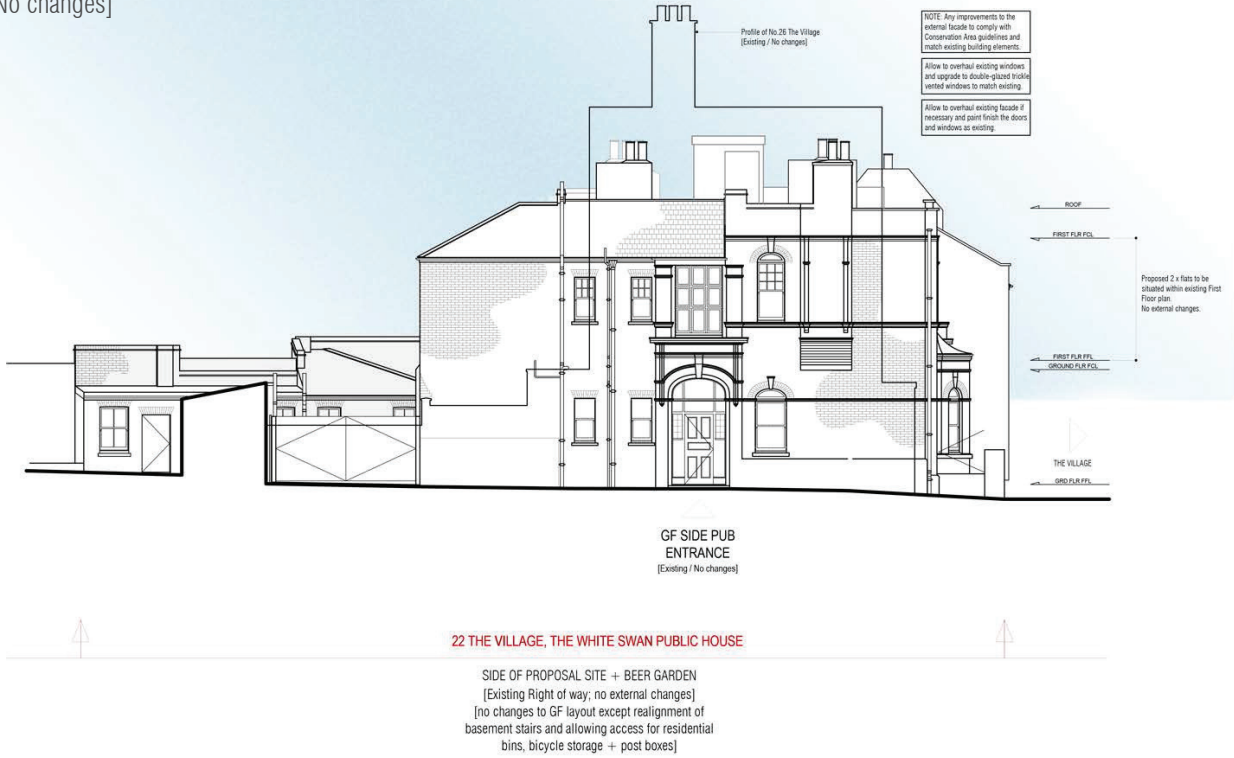 No changes]
Profile of No.26 The Village
[Existing / No changes]
NOTE: Any improvements to the
external facade to comply with
Conservation Area guidelines and
match existing building elements.
Allow to overhaul existing windows
and upgrade to double-glazed trickle
vented windows to match existing.
Allow to overhaul existing facade if
necessary and paint finish the doors
and windows as existing.
ROOF
FIRST FLR FCL
Proposed 2 x flats to be
situated within existing First
Floor plan.
No external changes.
FIRST FLR FFL
GROUND FLR FCL
THE VILLAGE
GRD FLR FFL
GF SIDE PUB
ENTRANCE
[Existing / No changes]
22 THE VILLAGE, THE WHITE SWAN PUBLIC HOUSE
SIDE OF PROPOSAL SITE + BEER GARDEN
[Existing Right of way; no external changes]
[no changes to GF layout except realignment of
basement stairs and allowing access for residential
bins, bicycle storage + post boxes]